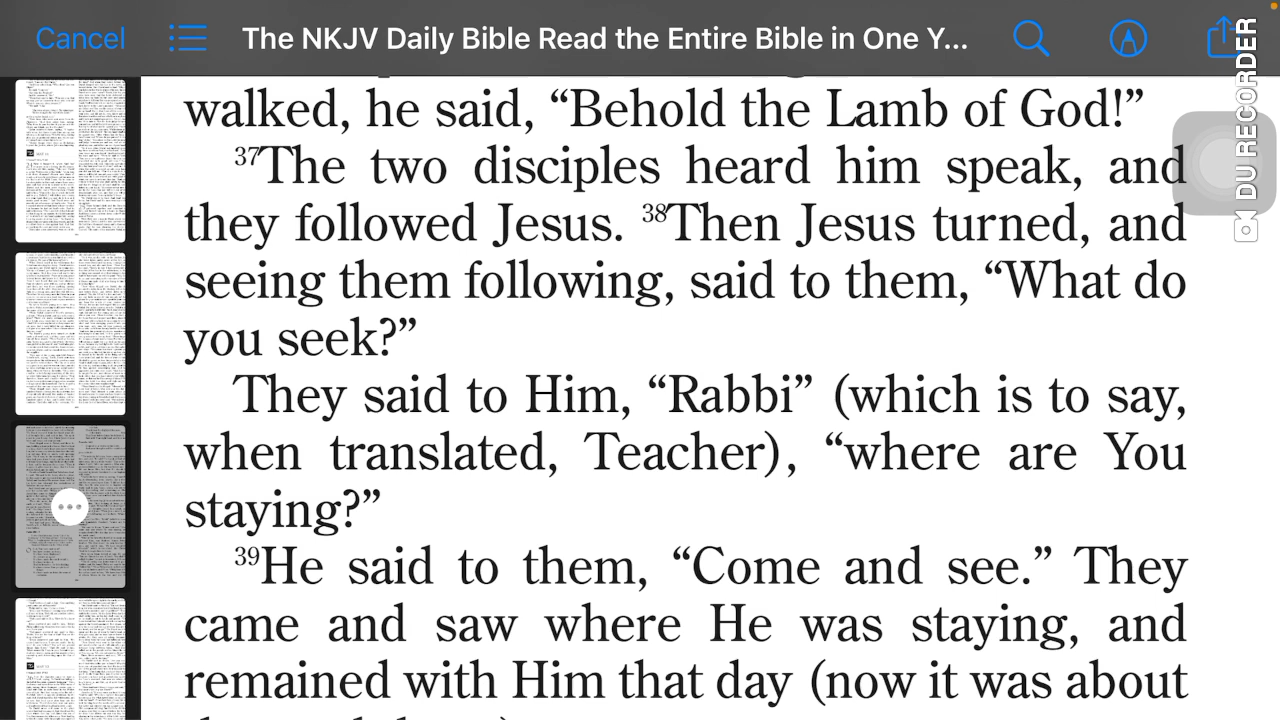 Cancel
The NKJV Daily Bible Read the Entire Bible in One Y...
walked, he said, “Behold the Lamb of God!”
37The two disciples heard him speak, and
they followed Jesus. 38Then Jesus turned, and
seeing them following, said to them, “What do
you seek?”
They said to Him, “Rabbi” (which is to say,
when translated, Teacher), “where are You
staying?”
39He said to them, “Come and see.” They
came and saw where He was staying, and
remained with Him that day (now it was about
DU RECORDER